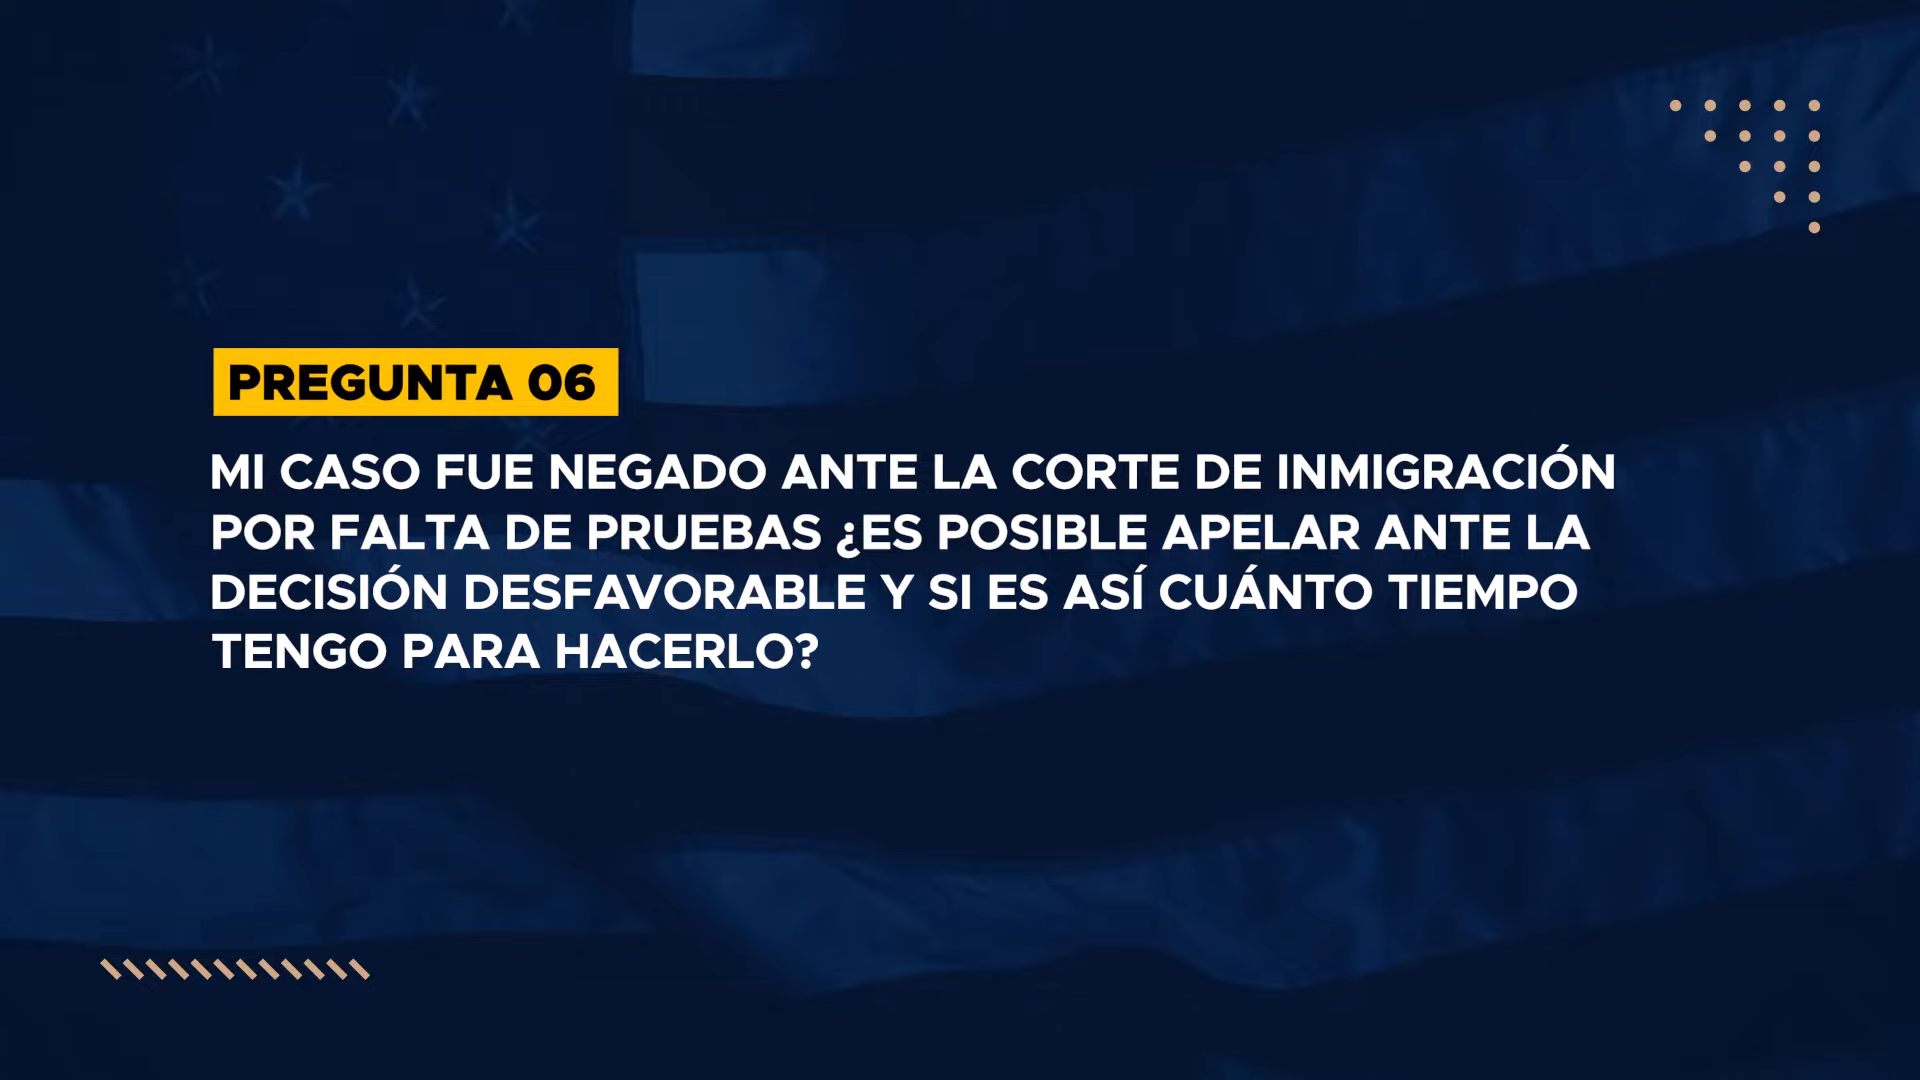 PREGUNTA 06
MI CASO FUE NEGADO ANTE LA CORTE DE INMIGRACIÓN
POR FALTA DE PRUEBAS ¿ES POSIBLE APELAR ANTE LA
DECISIÓN DESFAVORABLE Y SI ES ASÍ CUÁNTO TIEMPO
TENGO PARA HACERLO?